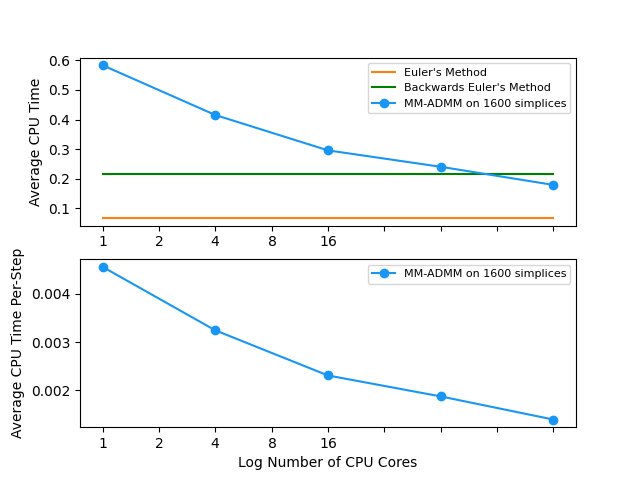 0.6
0.5
0.4
0.3
0.2
0.1
Average CPU Time
Euler's Method
Backwards Euler's Method
MM-ADMM on 1600 simplices
1 2 4 8 16
0.004
0.003
0.002
Average CPU Time Per-Step
MM-ADMM on 1600 simplices
1 2 4 8 16
Log Number of CPU Cores